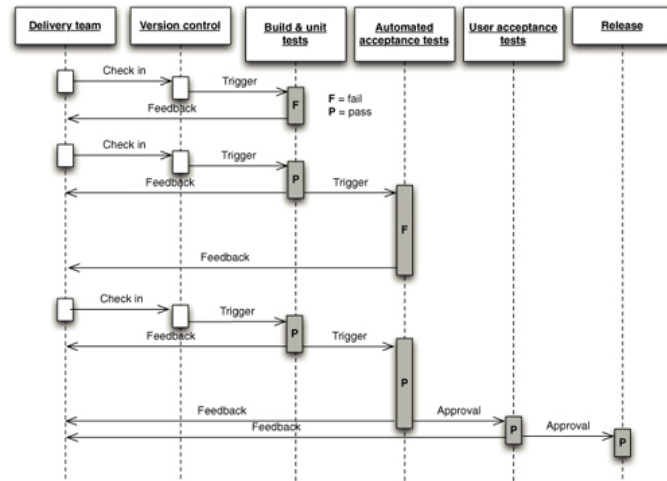 Delivery team
Version control
Build & unit
tests
Automated
acceptance tests
User acceptance
tests
Release
Check in
Trigger
Feedback
F
F = fail
P = pass
Check in
Trigger
Feedback
P
Trigger
F
Feedback
Check in
Trigger
Feedback
P
Trigger
P
Feedback
Approval
Feedback
P
Approval
P